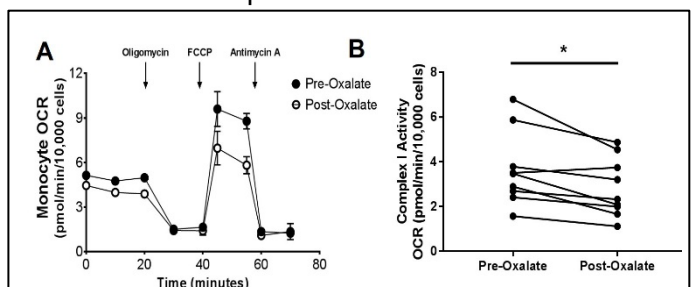 A
Oligomycin FCCP Antimycin A
Monocyte OCR
(pmol/min/10,000 cells)
12
9
6
3
0
0 20 40 60 80
Time (minutes)
Pre-Oxalate
Post-Oxalate
B
*
Complex I Activity
OCR (pmol/min/10,000 cells)
8
6
4
2
0
Pre-Oxalate Post-Oxalate